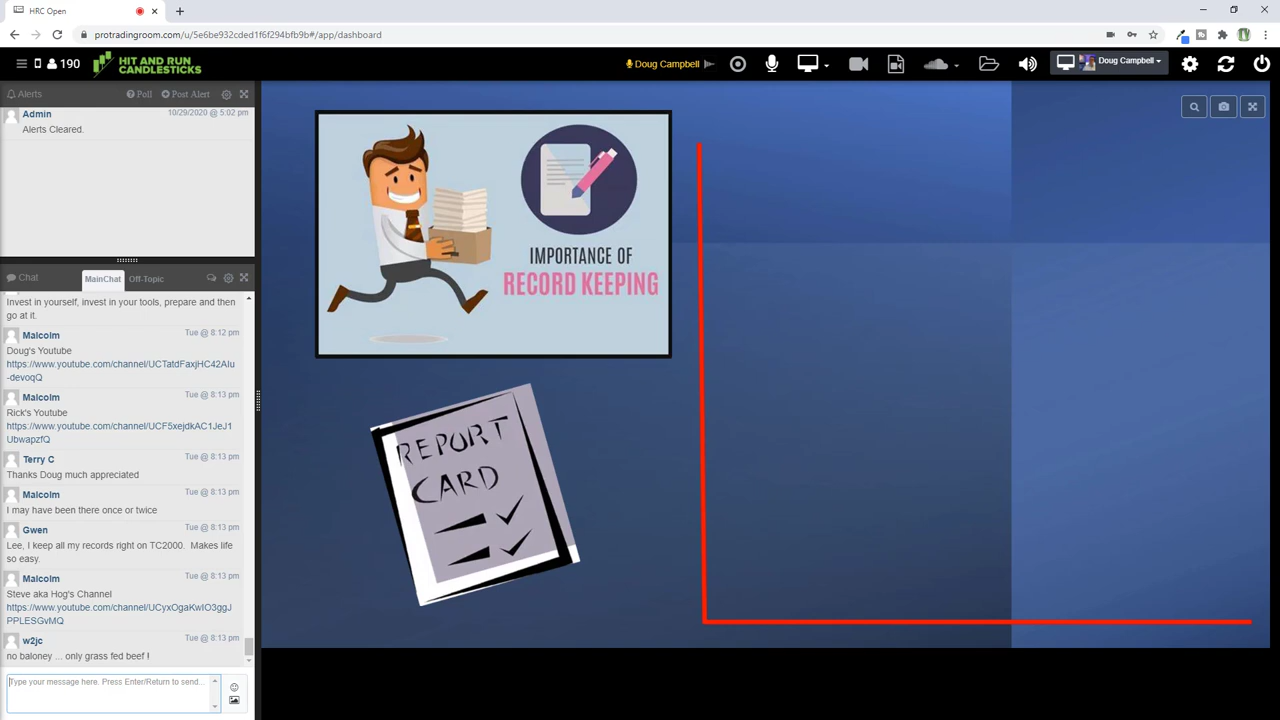 HRC Open
protradingroom.com/u/5e6be932cded1f6f294bfb9b#/app/dashboard
190
HIT AND RUN
CANDLESTICKS
Doug Campbell
Doug Campbell
Alerts
Poll
Post Alert
Admin
10/29/2020 @ 5:02 pm
Alerts Cleared.
Chat
MainChat
Off-Topic
Invest in yourself, invest in your tools, prepare and then
go at it.
Malcolm
Tue @ 8:12 pm
Doug's Youtube
https://www.youtube.com/channel/UCTatdFaxjHC42AIu
-devoqQ
Malcolm
Tue @ 8:13 pm
Rick's Youtube
https://www.youtube.com/channel/UCF5xejdkAC1JeJ1
UbwapzfQ
Terry C
Tue @ 8:13 pm
Thanks Doug much appreciated
Malcolm
Tue @ 8:13 pm
I may have been there once or twice
Gwen
Tue @ 8:13 pm
Lee, I keep all my records right on TC2000. Makes life
so easy.
Malcolm
Tue @ 8:13 pm
Steve aka Hog's Channel
https://www.youtube.com/channel/UCyxOgaKwIO3ggJ
PPLESGvMQ
w2jc
Tue @ 8:13 pm
no baloney ... only grass fed beef !
Type your message here. Press Enter/Return to send...
IMPORTANCE OF
RECORD KEEPING
REPORT
CARD